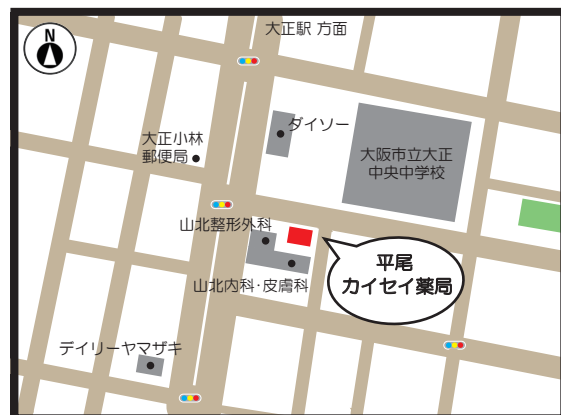 N
大正駅 方面
ダイソー
大正小林
郵便局
大阪市立大正
中央中学校
山北整形外科
平尾
カイセイ薬局
山北内科・皮膚科
デイリーヤマザキ